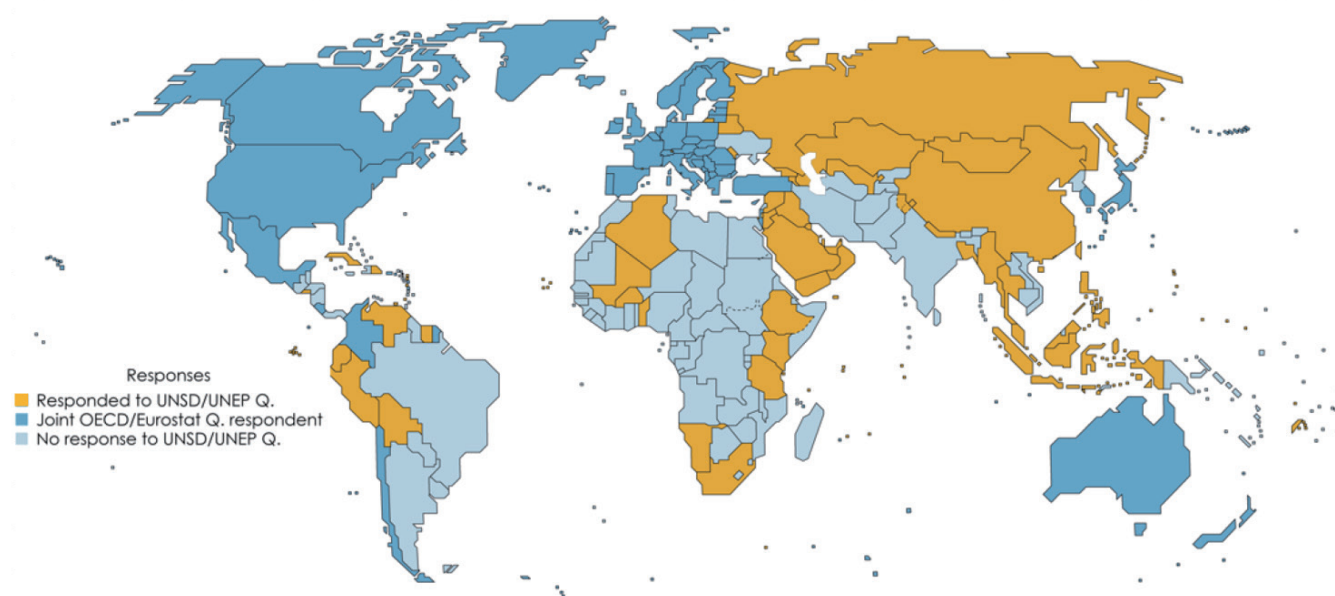 Responses
Responded to UNSD/UNEP Q.
Joint OECD/Eurostat Q. respondent
No response to UNSD/UNEP Q.